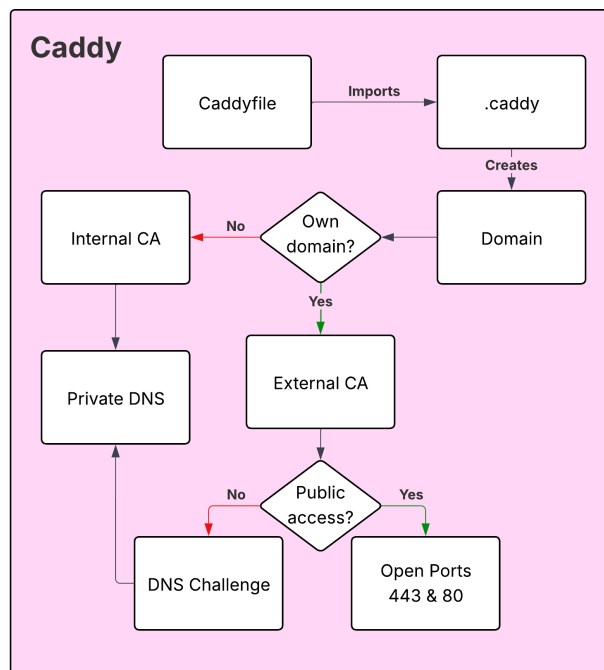 Caddy
Caddyfile
Imports
.caddy
Creates
Internal CA
No
Own
domain?
Domain
Yes
Private DNS
External CA
No
Public
access?
Yes
DNS Challenge
Open Ports
443 & 80